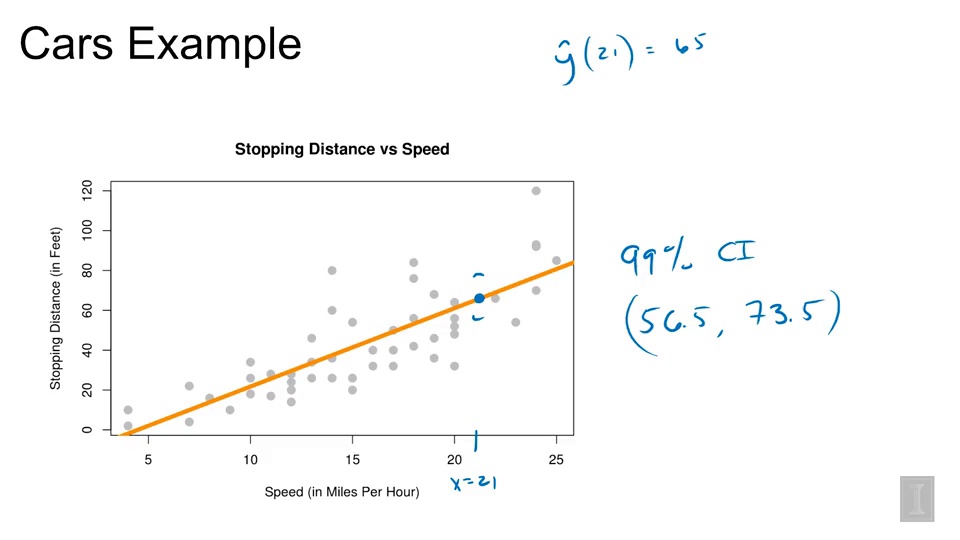 Cars Example
ŷ(21) = 65
Stopping Distance vs Speed
Stopping Distance (in Feet)
120
100
80
60
40
20
0
5 10 15 20 25
Speed (in Miles Per Hour)
x=21
99% CI
(56.5, 73.5)
I